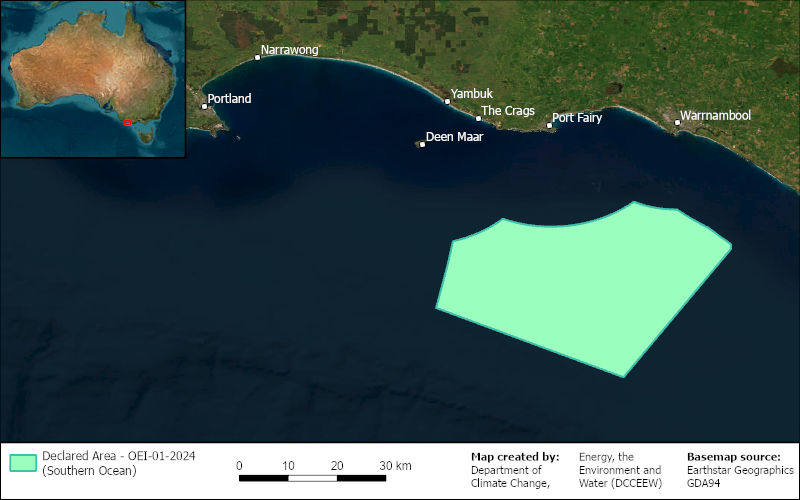 Narrawong
Portland
Yambuk
The Crags
Port Fairy
Warrnambool
Deen Maar
Declared Area - OEI-01-2024
(Southern Ocean)
0 10 20 30 km
Map created by:
Department of
Climate Change,
Energy, the
Environment and
Water (DCCEEW)
Basemap source:
Earthstar Geographics
GDA94